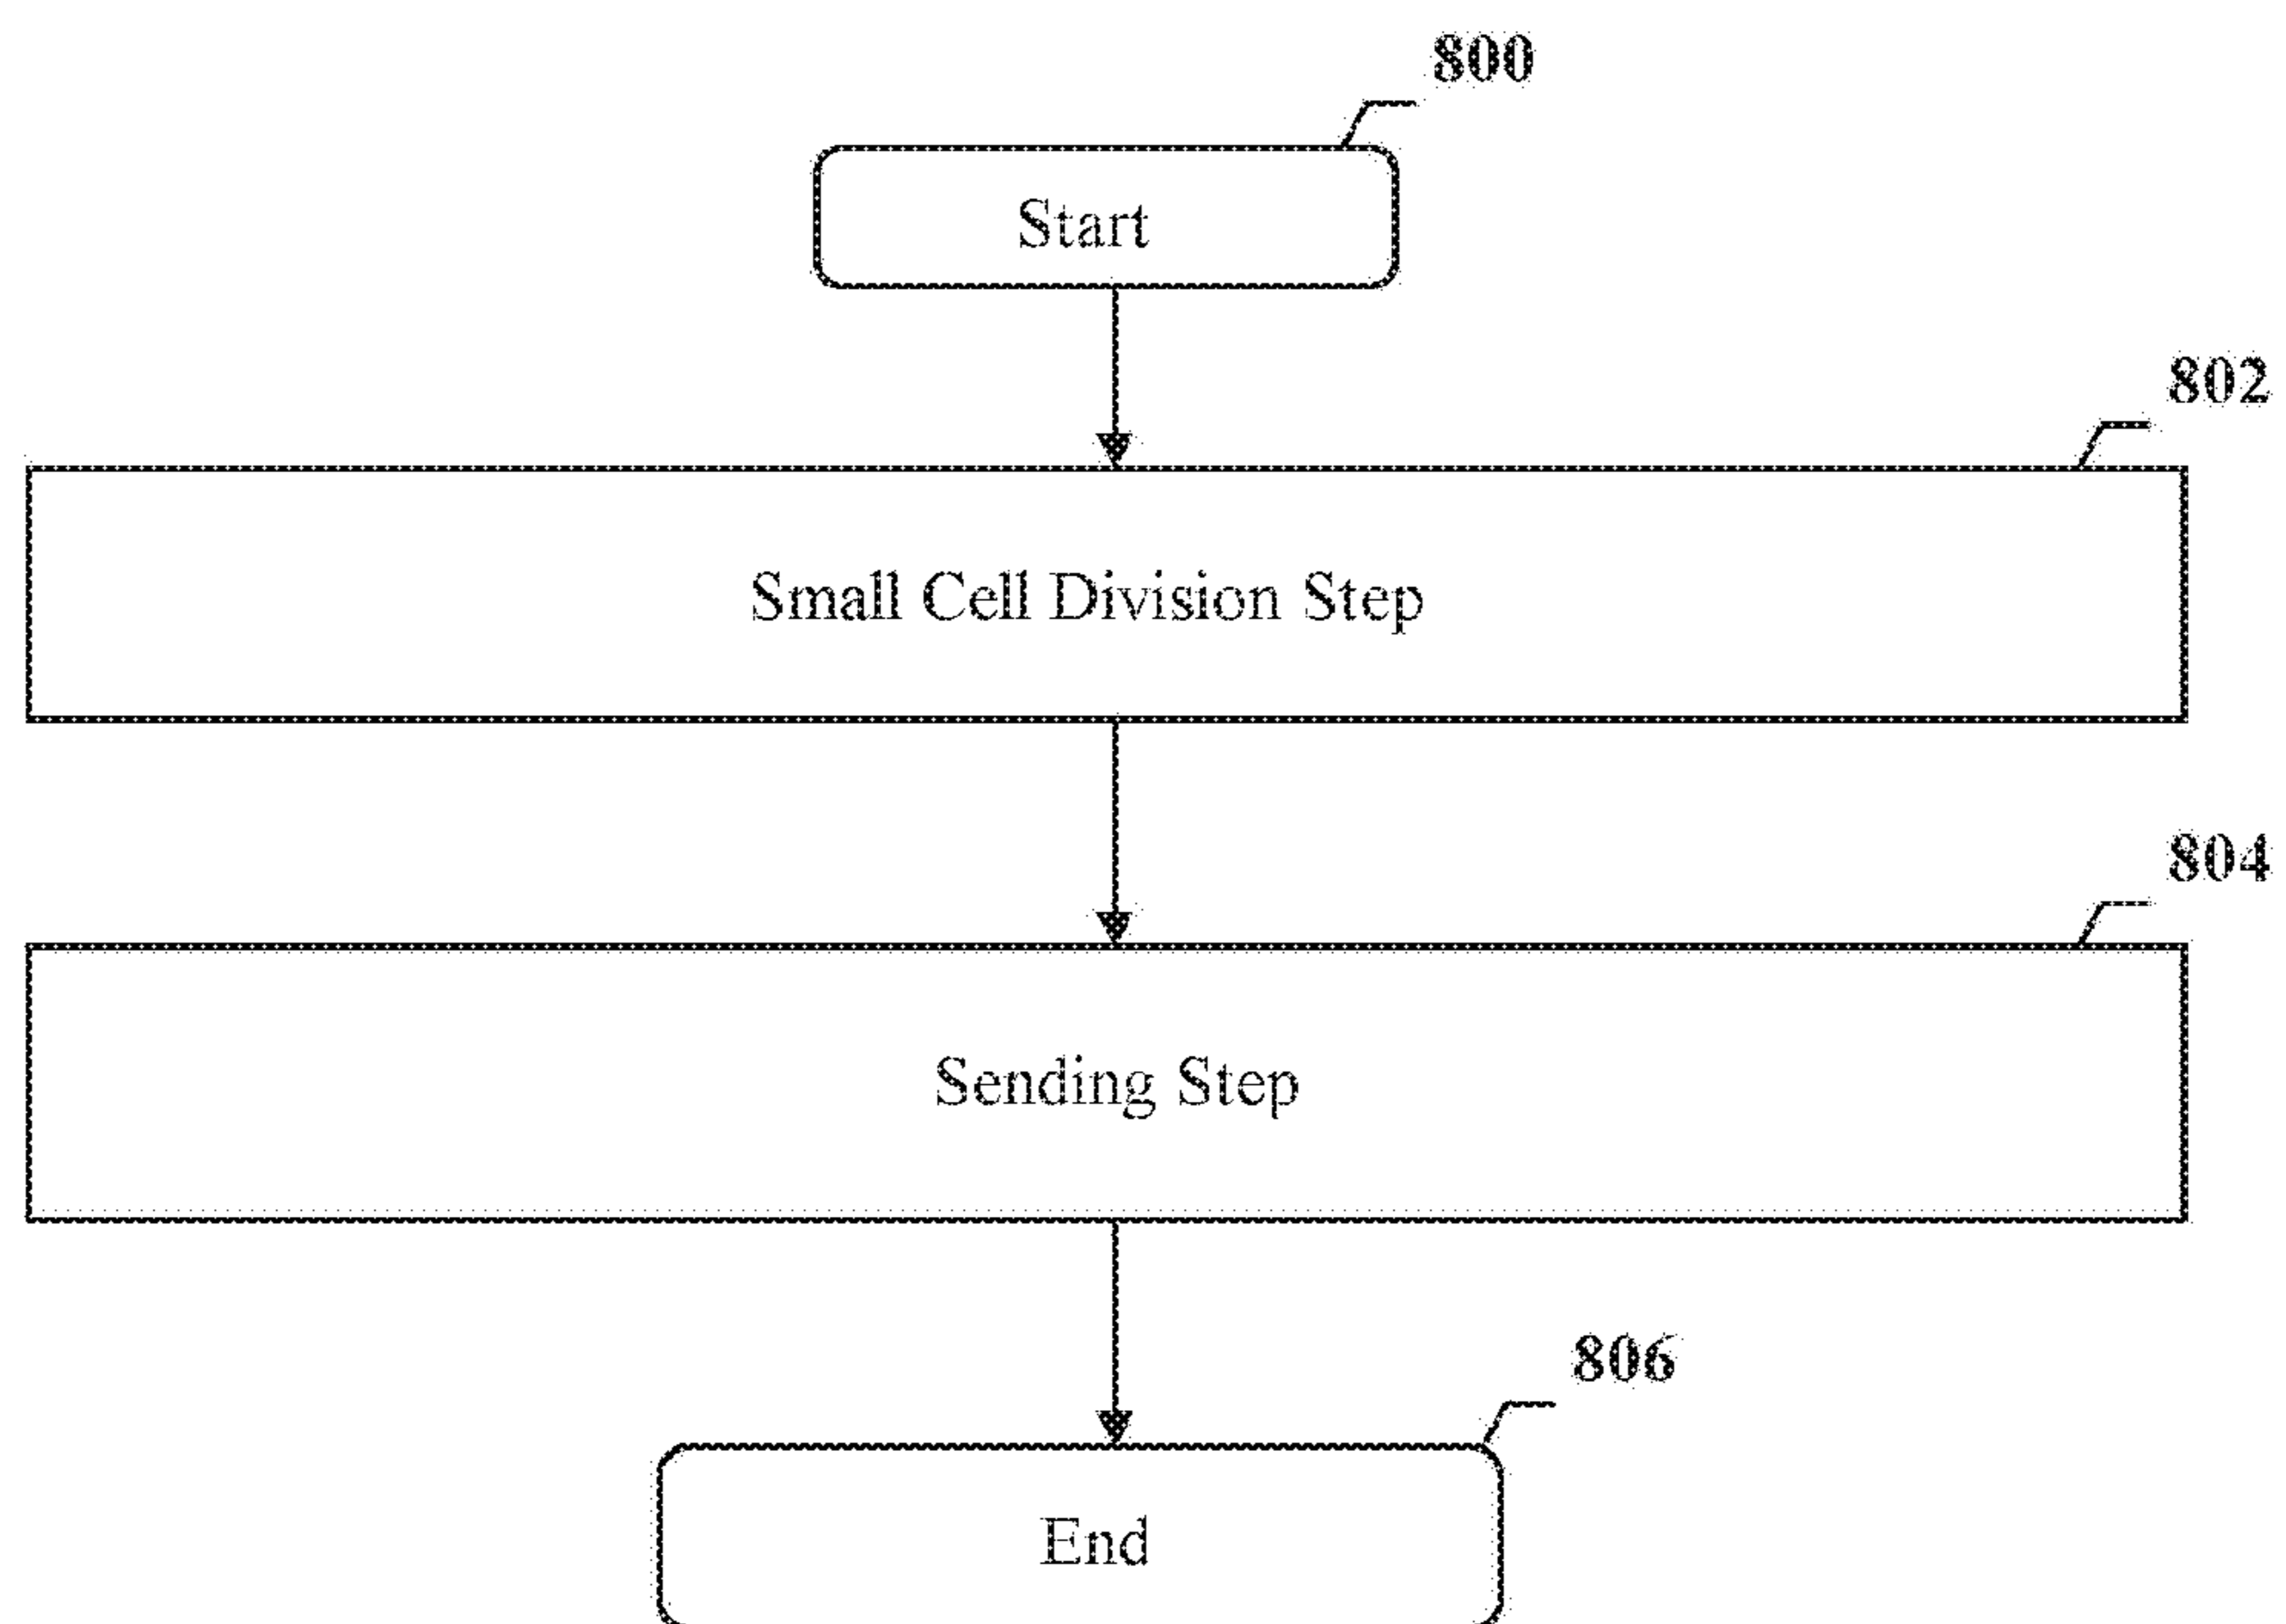 800
Start
802
Small Cell Division Step
804
Sending Step
806
End